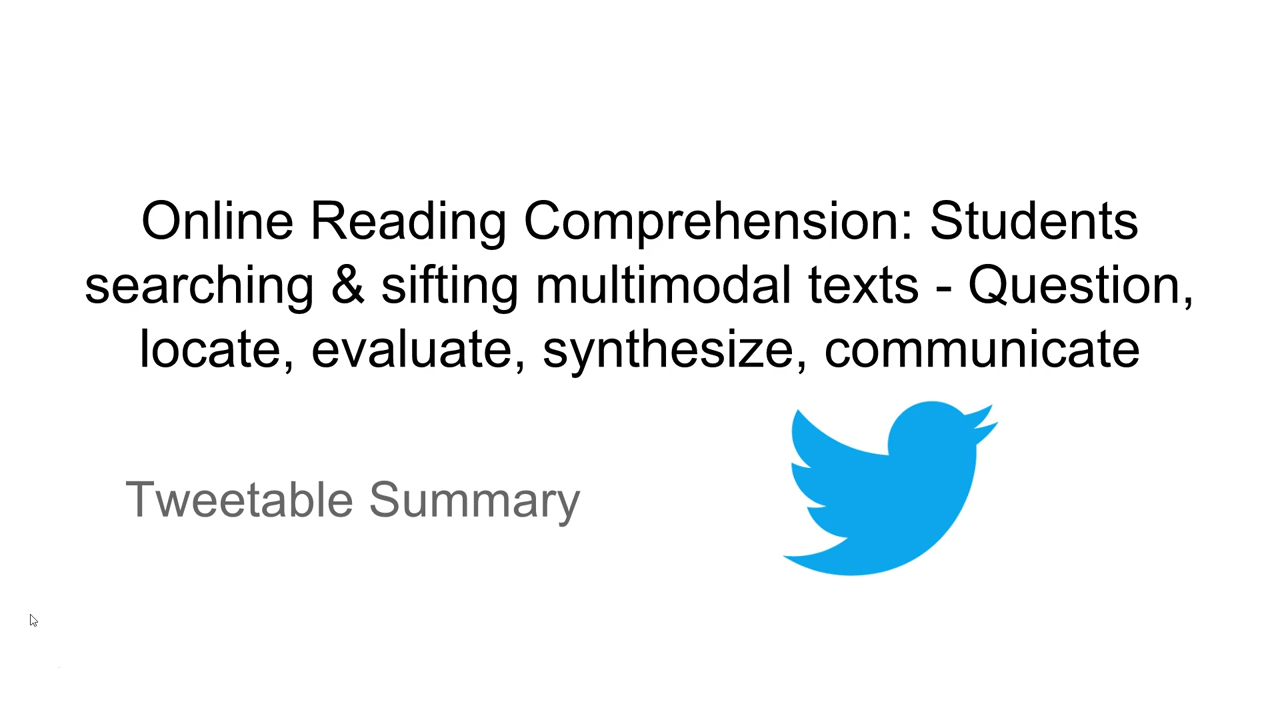 Online Reading Comprehension: Students
searching & sifting multimodal texts - Question,
locate, evaluate, synthesize, communicate
Tweetable Summary